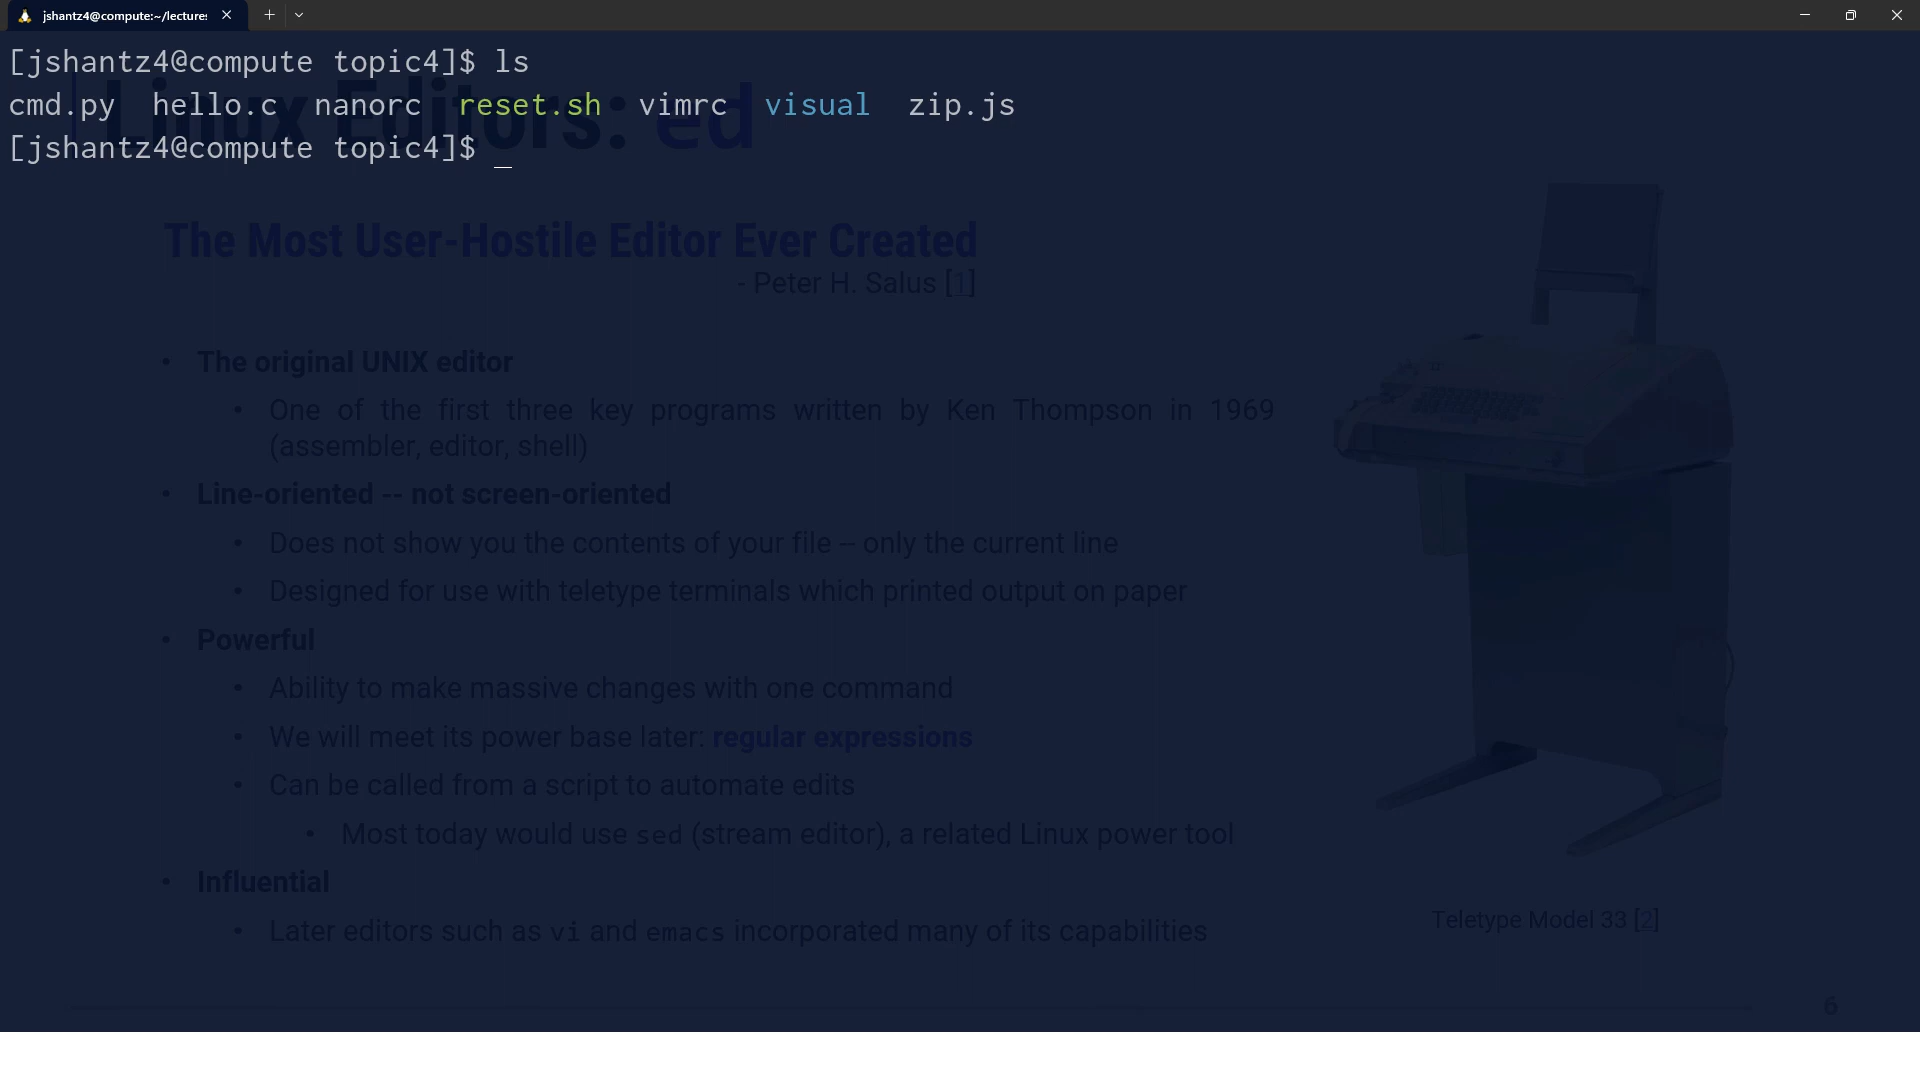 jshantz4@compute:~/lecture
[jshantz4@compute topic4]$ ls
cmd.py hello.c nanorc reset.sh vimrc visual zip.js
[jshantz4@compute topic4]$ _
Linux Editors: ed
The Most User-Hostile Editor Ever Created
- Peter H. Salus [1]
• The original UNIX editor
• One of the first three key programs written by Ken Thompson in 1969
(assembler, editor, shell)
• Line-oriented -- not screen-oriented
• Does not show you the contents of your file – only the current line
• Designed for use with teletype terminals which printed output on paper
• Powerful
• Ability to make massive changes with one command
• We will meet its power base later: regular expressions
• Can be called from a script to automate edits
• Most today would use sed (stream editor), a related Linux power tool
• Influential
• Later editors such as vi and emacs incorporated many of its capabilities
Teletype Model 33 [2]
6